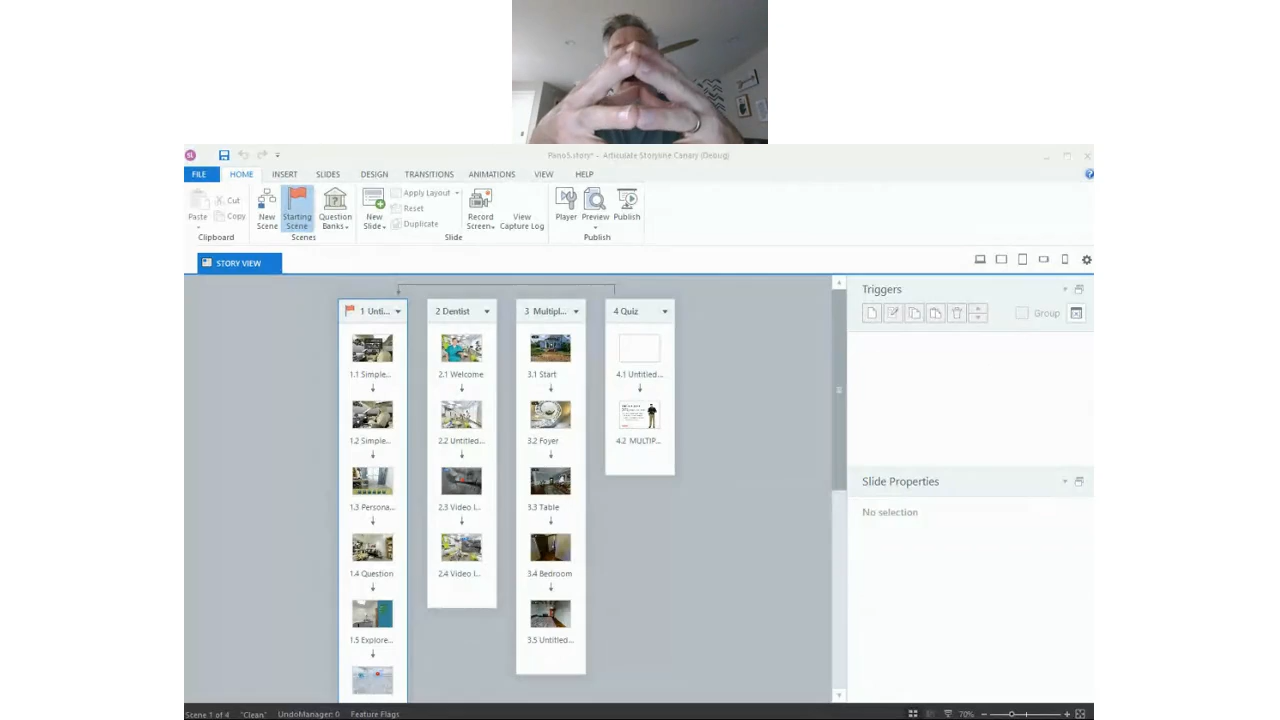 SL
Pano5.story* - Articulate Storyline Canary (Debug)
FILE HOME INSERT SLIDES DESIGN TRANSITIONS ANIMATIONS VIEW HELP
Paste Cut Copy
Clipboard
New Scene Starting Scene Question Banks
Scenes
New Slide Apply Layout Reset Duplicate Record Screen View Capture Log
Slide
Player Preview Publish
Publish
STORY VIEW
1 Unti...
1.1 Simple...
1.2 Simple...
1.3 Persona...
1.4 Question
1.5 Explore...
2 Dentist
2.1 Welcome
2.2 Untitled...
2.3 Video I...
2.4 Video I...
3 Multipl...
3.1 Start
3.2 Foyer
3.3 Table
3.4 Bedroom
3.5 Untitled...
4 Quiz
4.1 Untitled...
4.2 MULTIP...
Triggers
Group
Slide Properties
No selection
Scene 1 of 4 "Clean" UndoManager: 0 Feature Flags 70%